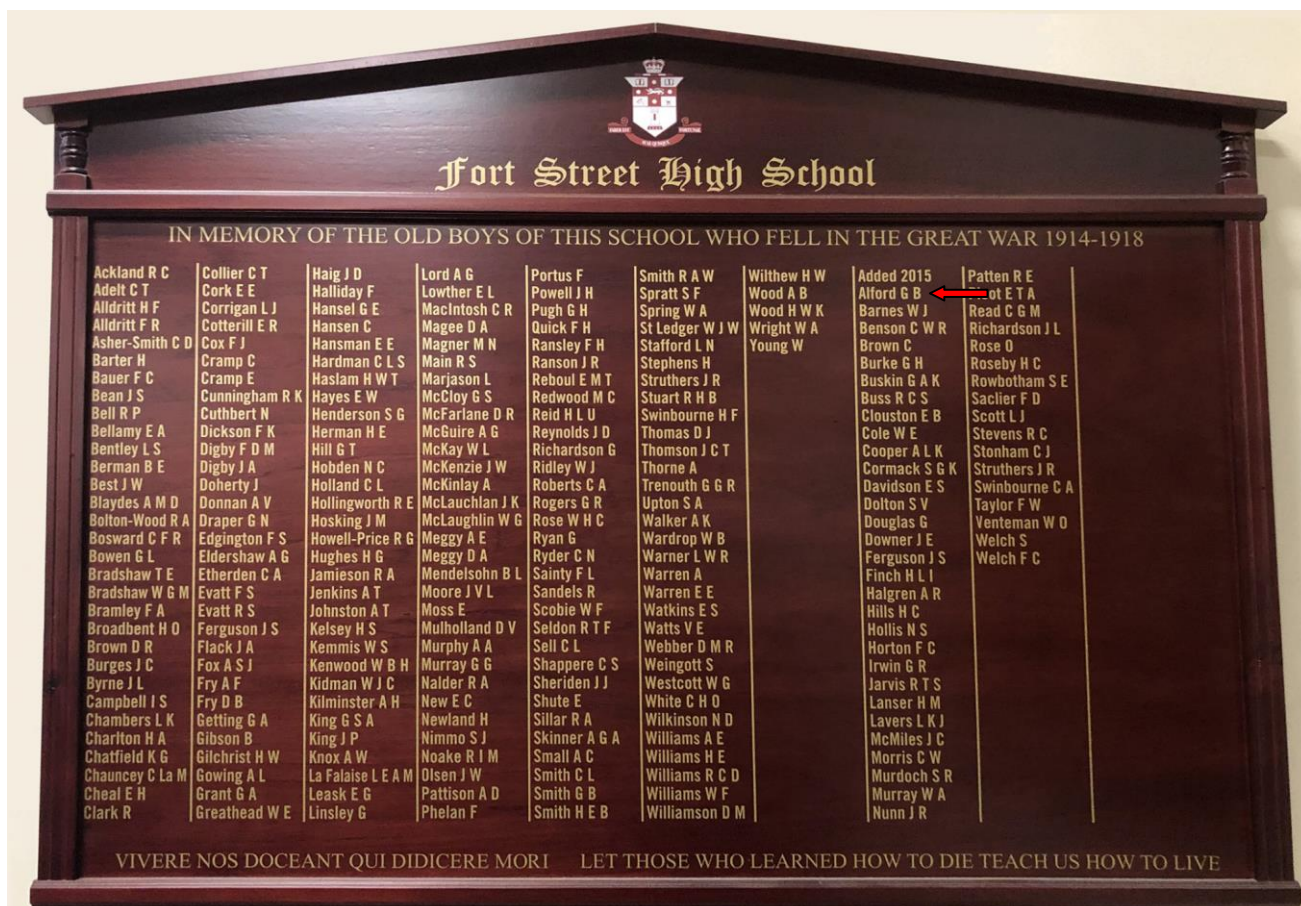 Fort Street High School
IN MEMORY OF THE OLD BOYS OF THIS SCHOOL WHO FELL IN THE GREAT WAR 1914-1918
Ackland R C
Adelt C T
Alldritt H F
Alldritt F R
Asher-Smith C D
Barter H
Bauer F C
Bean J S
Bell R P
Bellamy E A
Bentley L S
Berman B E
Best J W
Blaydes A M D
Bolton-Wood R A
Bosward C F R
Bowen G L
Bradshaw T E
Bradshaw W G M
Bramley F A
Broadbent H O
Brown D R
Burges J C
Byrne J L
Campbell I S
Chambers L K
Charlton H A
Chatfield K G
Chauncey C La M
Cheal E H
Clark R
Collier C T
Cork E E
Corrigan L J
Cotterill E R
Cox F J
Cramp C
Cramp E
Cunningham R K
Cuthbert N
Dickson F K
Digby F D M
Digby J A
Doherty J
Donnan A V
Draper G N
Edgington F S
Eldershaw A G
Etherden C A
Evatt F S
Evatt R S
Ferguson J S
Flack J A
Fox A S J
Fry A F
Fry D B
Getting G A
Gibson B
Gilchrist H W
Gowing A L
Grant G A
Greathead W E
Haig J D
Halliday F
Hansel G E
Hansen C
Hansman E E
Hardman C L S
Haslam H W T
Hayes E W
Henderson S G
Herman H E
Hill G T
Hobden N C
Holland C L
Hollingworth R E
Hosking J M
Howell-Price R G
Hughes H G
Jamieson R A
Jenkins A T
Johnston A T
Kelsey H S
Kemmis W S
Kenwood W B H
Kidman W J C
Kilminster A H
King G S A
King J P
Knox A W
La Falaise L E A M
Leask E G
Linsley G
Lord A G
Lowther E L
MacIntosh C R
Magee D A
Magner M N
Main R S
Marjason L
McCloy G S
McFarlane D R
McGuire A G
McKay W L
McKenzie J W
McKinlay A
McLauchlan J K
McLaughlin W G
Meggy A E
Meggy D A
Mendelsohn B L
Moore J V L
Moss E
Mulholland D V
Murphy A A
Murray G G
Nalder R A
New E C
Newland H
Nimmo S J
Noake R I M
Olsen J W
Pattison A D
Phelan F
Portus F
Powell J H
Pugh G H
Quick F H
Ransley F H
Ranson J R
Reboul E M T
Redwood M C
Reid H L U
Reynolds J D
Richardson G
Ridley W J
Roberts C A
Rogers G R
Rose W H C
Ryan G
Ryder C N
Sainty F L
Sandels R
Scobie W F
Seldon R T F
Sell C L
Shappere C S
Sheriden J J
Shute E
Sillar R A
Skinner A G A
Small A C
Smith C L
Smith G B
Smith H E B
Smith R A W
Spratt S F
Spring W A
St Ledger W J W
Stafford L N
Stephens H
Struthers J R
Stuart R H B
Swinbourne H F
Thomas D J
Thomson J C T
Thorne A
Trenouth G G R
Upton S A
Walker A K
Wardrop W B
Warner L W R
Warren A
Warren E E
Watkins E S
Watts V E
Webber D M R
Weingott S
Westcott W G
White C H O
Wilkinson N D
Williams A E
Williams H E
Williams R C D
Williams W F
Williamson D M
Wilthew H W
Wood A B
Wood H W K
Wright W A
Young W
Added 2015
Alford G B
Barnes W J
Benson C W R
Brown C
Burke G H
Buskin G A K
Buss R C S
Clouston E B
Cole W E
Cooper A L K
Cormack S G K
Davidson E S
Dolton S V
Douglas G
Downer J E
Ferguson J S
Finch H L I
Halgren A R
Hills H C
Hollis N S
Horton F C
Irwin G R
Jarvis R T S
Lanser H M
Lavers L K J
McMiles J C
Morris C W
Murdoch S R
Murray W A
Nunn J R
Patten R E
E T A
Read C G M
Richardson J L
Rose O
Roseby H C
Rowbotham S E
Saclier F D
Scott L J
Stevens R C
Stonham C J
Struthers J R
Swinbourne C A
Taylor F W
Venteman W O
Welch S
Welch F C
VIVERE NOS DOCEANT QUI DIDICERE MORI LET THOSE WHO LEARNED HOW TO DIE TEACH US HOW TO LIVE